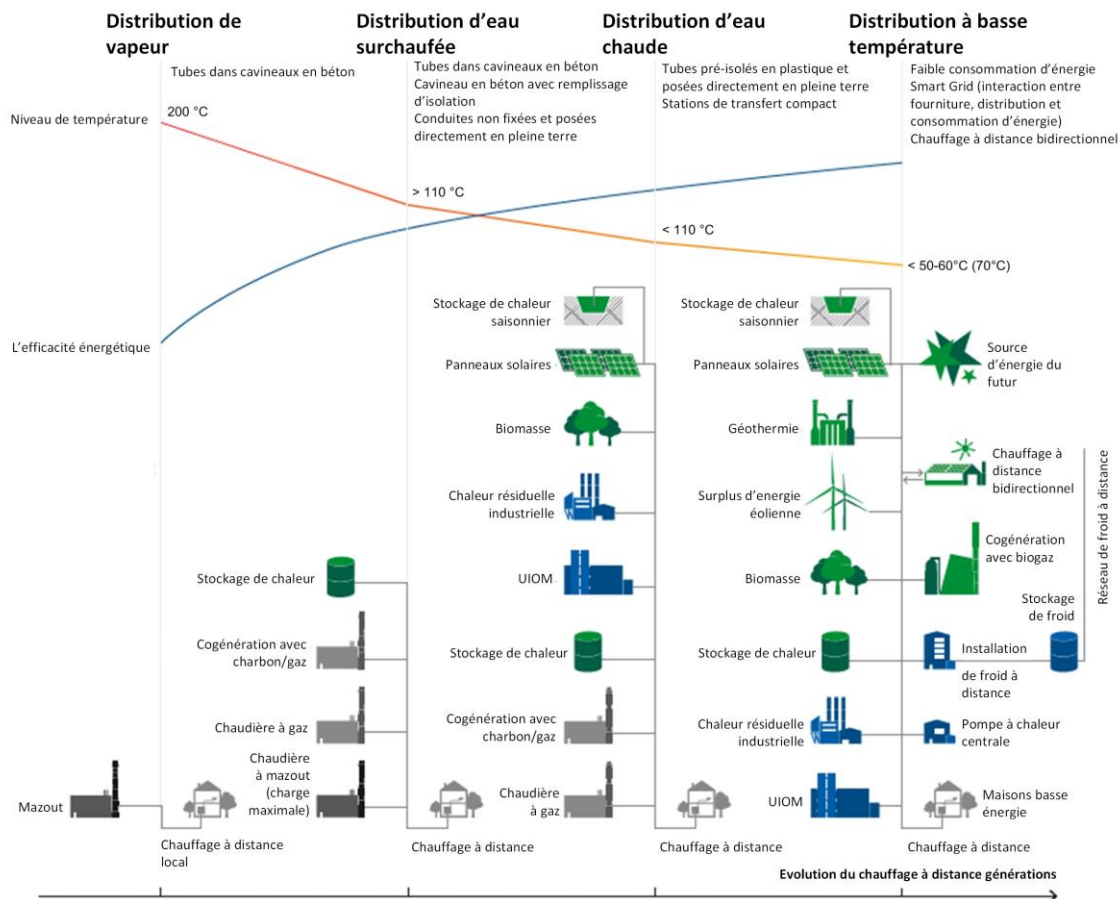 Distribution de
vapeur
Distribution d'eau
surchaufée
Distribution d'eau
chaude
Distribution à basse
température
Tubes dans cavineaux en béton
Tubes dans cavineaux en béton
Cavineau en béton avec remplissage
d'isolation
Conduites non fixées et posées
directement en pleine terre
Tubes pré-isolés en plastique et
posées directement en pleine terre
Stations de transfert compact
Faible consommation d'énergie
Smart Grid (interaction entre
fourniture, distribution et
consommation d'énergie)
Chauffage à distance bidirectionnel
Niveau de température
200 °C
> 110 °C
< 110 °C
< 50-60°C (70°C)
L'efficacité énergétique
Stockage de chaleur
Cogénération avec
charbon/gaz
Chaudière à gaz
Chaudière
à mazout
(charge
maximale)
Mazout
Chauffage à distance
local
Stockage de chaleur
saisonnier
Panneaux solaires
Biomasse
Chaleur résiduelle
industrielle
UIOM
Stockage de chaleur
Cogénération avec
charbon/gaz
Chaudière
à gaz
Chauffage à distance
Stockage de chaleur
saisonnier
Panneaux solaires
Géothermie
Surplus d'energie
éolienne
Biomasse
Stockage de chaleur
Chaleur résiduelle
industrielle
UIOM
Chauffage à distance
Source
d'énergie du
futur
Chauffage à
distance
bidirectionnel
Cogénération
avec biogaz
Stockage
de froid
Installation
de froid à
distance
Pompe à chaleur
centrale
Maisons basse
énergie
Chauffage à distance
Réseau de froid à distance
Evolution du chauffage à distance générations